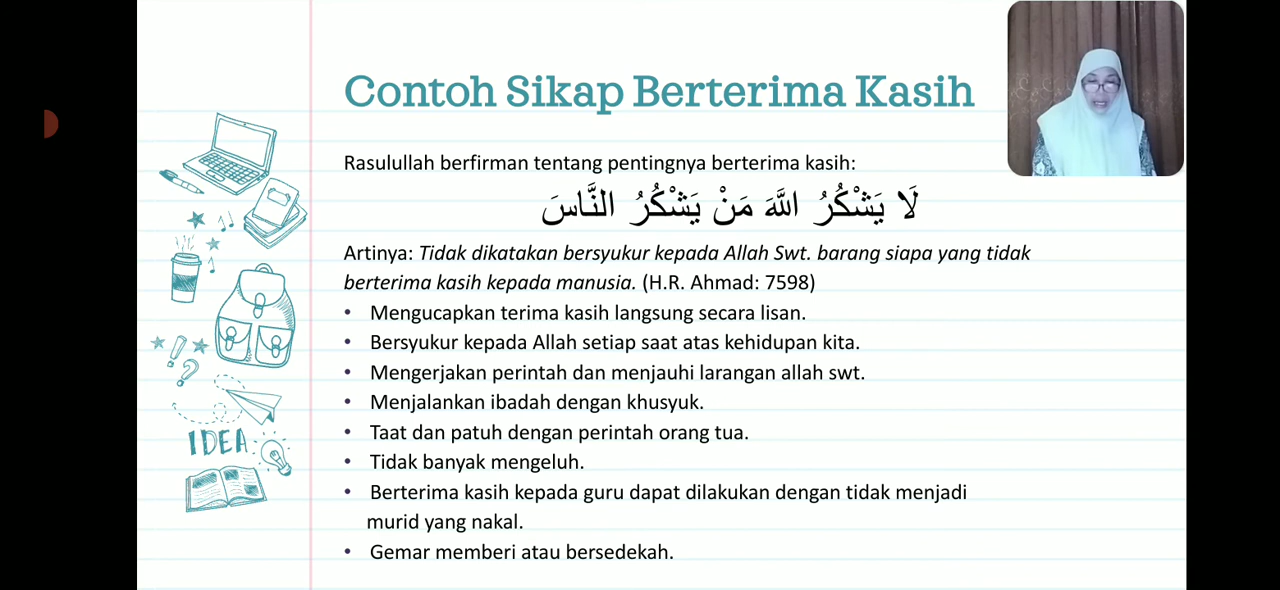 Contoh Sikap Berterima Kasih
Rasulullah berfirman tentang pentingnya berterima kasih:
لَا يَشْكُرُ اللَّهَ مَنْ يَشْكُرُ النَّاسَ
Artinya: Tidak dikatakan bersyukur kepada Allah Swt. barang siapa yang tidak
berterima kasih kepada manusia. (H.R. Ahmad: 7598)
• Mengucapkan terima kasih langsung secara lisan.
• Bersyukur kepada Allah setiap saat atas kehidupan kita.
• Mengerjakan perintah dan menjauhi larangan allah swt.
• Menjalankan ibadah dengan khusyuk.
• Taat dan patuh dengan perintah orang tua.
• Tidak banyak mengeluh.
• Berterima kasih kepada guru dapat dilakukan dengan tidak menjadi
murid yang nakal.
• Gemar memberi atau bersedekah.
IDEA